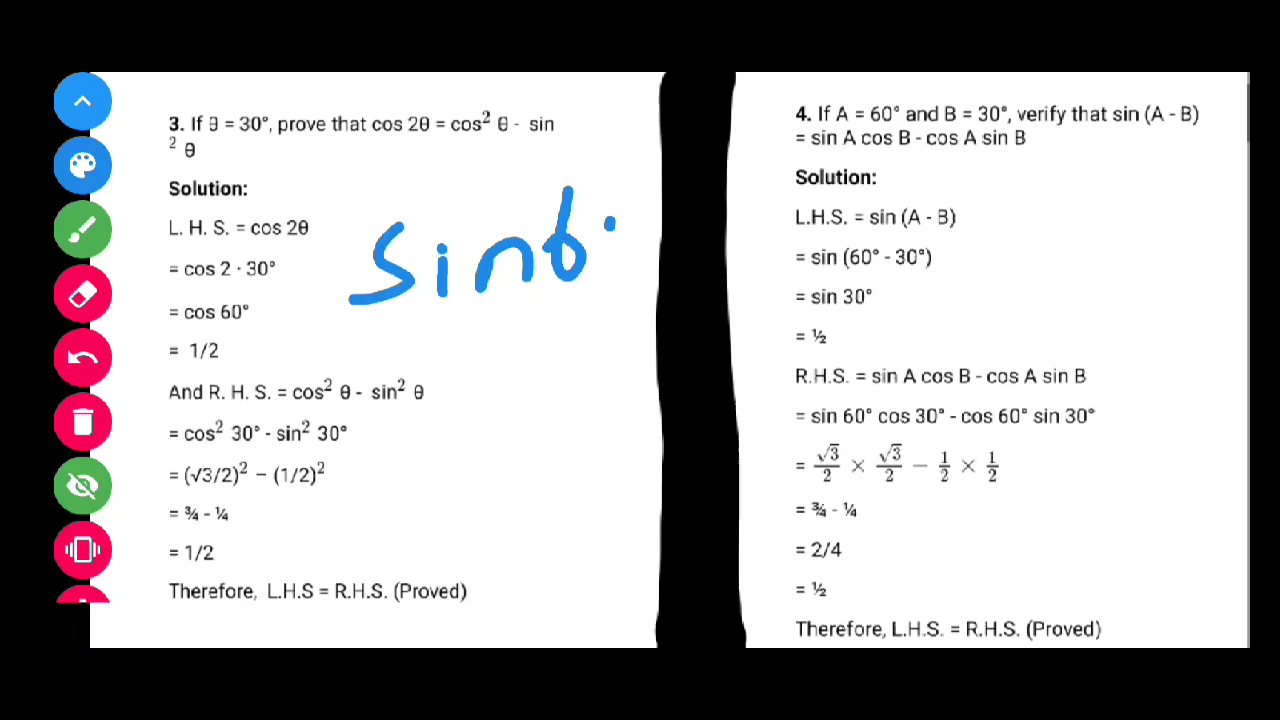 3. If θ = 30°, prove that cos 2θ = cos² θ - sin
² θ
Solution:
L. H. S. = cos 2θ
= cos 2 · 30°
= cos 60°
= 1/2
And R. H. S. = cos² θ - sin² θ
= cos² 30° - sin² 30°
= (√3/2)² – (1/2)²
= ¾ - ¼
= 1/2
Therefore, L.H.S = R.H.S. (Proved)
sin6
4. If A = 60° and B = 30°, verify that sin (A - B)
= sin A cos B - cos A sin B
Solution:
L.H.S. = sin (A - B)
= sin (60° - 30°)
= sin 30°
= ½
R.H.S. = sin A cos B - cos A sin B
= sin 60° cos 30° - cos 60° sin 30°
= √3/2 × √3/2 − 1/2 × 1/2
= ¾ - ¼
= 2/4
= ½
Therefore, L.H.S. = R.H.S. (Proved)